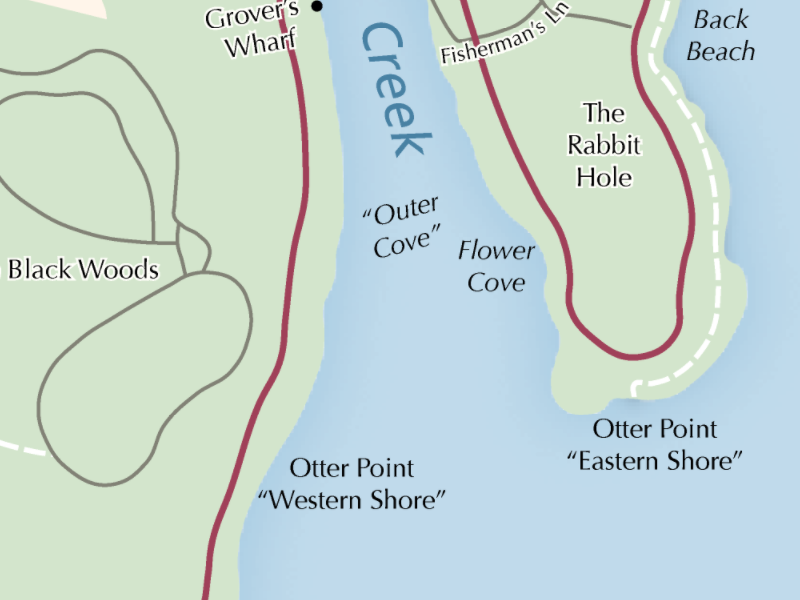 Grover's
Wharf
Creek
Fisherman's Ln
Back
Beach
The
Rabbit
Hole
“Outer
Cove”
Flower
Cove
Black Woods
Otter Point
“Eastern Shore”
Otter Point
“Western Shore”